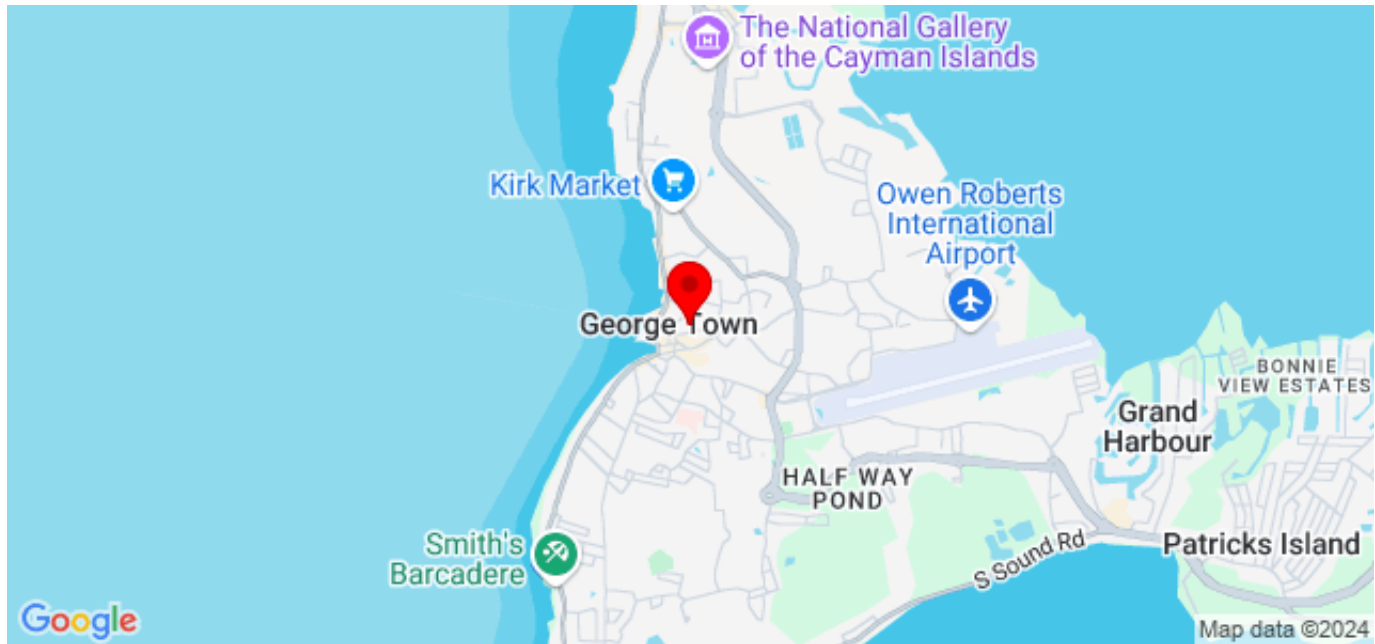 The National Gallery
of the Cayman Islands
Kirk Market
Owen Roberts
International
Airport
George Town
BONNIE
VIEW ESTATES
Grand
Harbour
HALF WAY
POND
Smith's
Barcadere
S Sound Rd
Patricks Island
Google
Map data ©2024